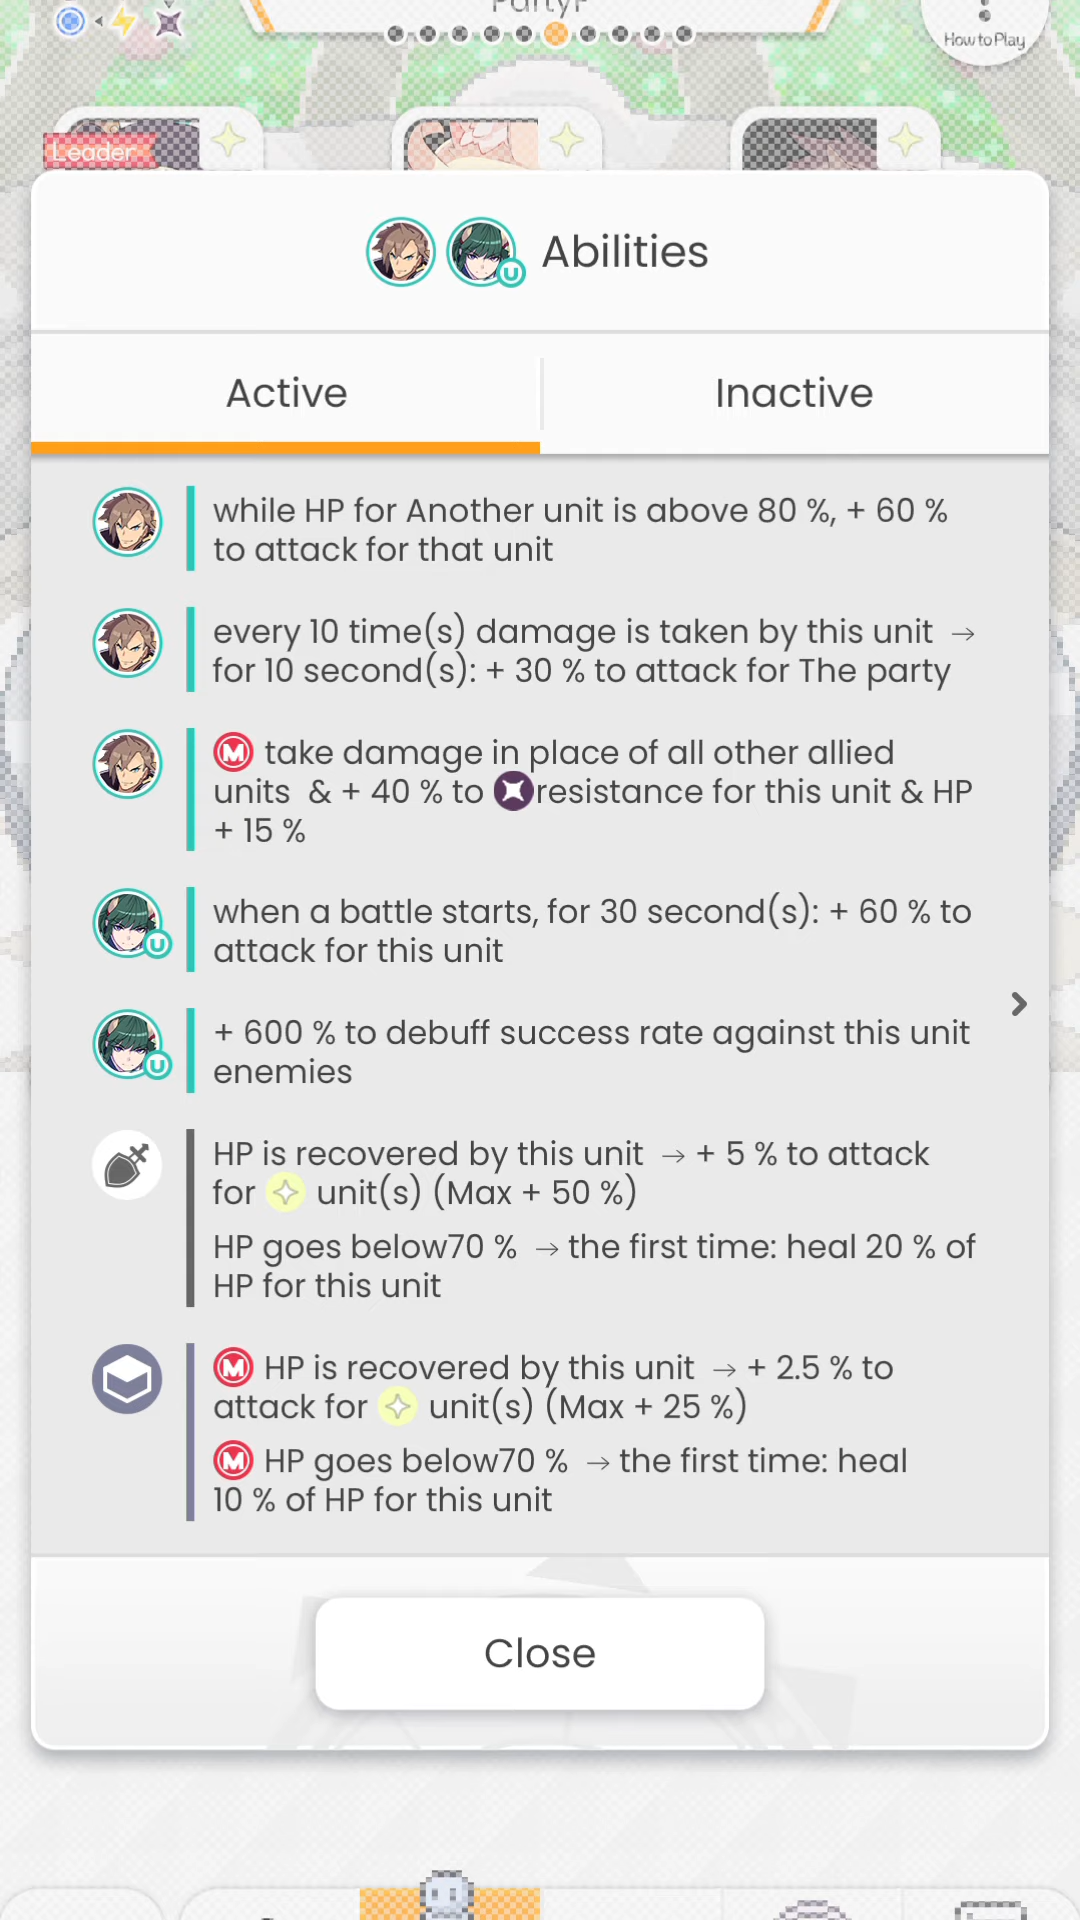 PartyF
How to Play
Leader
Abilities
Active
Inactive
while HP for Another unit is above 80 %, + 60 %
to attack for that unit
every 10 time(s) damage is taken by this unit →
for 10 second(s): + 30 % to attack for The party
M take damage in place of all other allied
units & + 40 % to resistance for this unit & HP
+ 15 %
U
when a battle starts, for 30 second(s): + 60 % to
attack for this unit
U
+ 600 % to debuff success rate against this unit
enemies
U
HP is recovered by this unit → + 5 % to attack
for unit(s) (Max + 50 %)
HP goes below70 % → the first time: heal 20 % of
HP for this unit
M HP is recovered by this unit → + 2.5 % to
attack for unit(s) (Max + 25 %)
M HP goes below70 % → the first time: heal
10 % of HP for this unit
Close